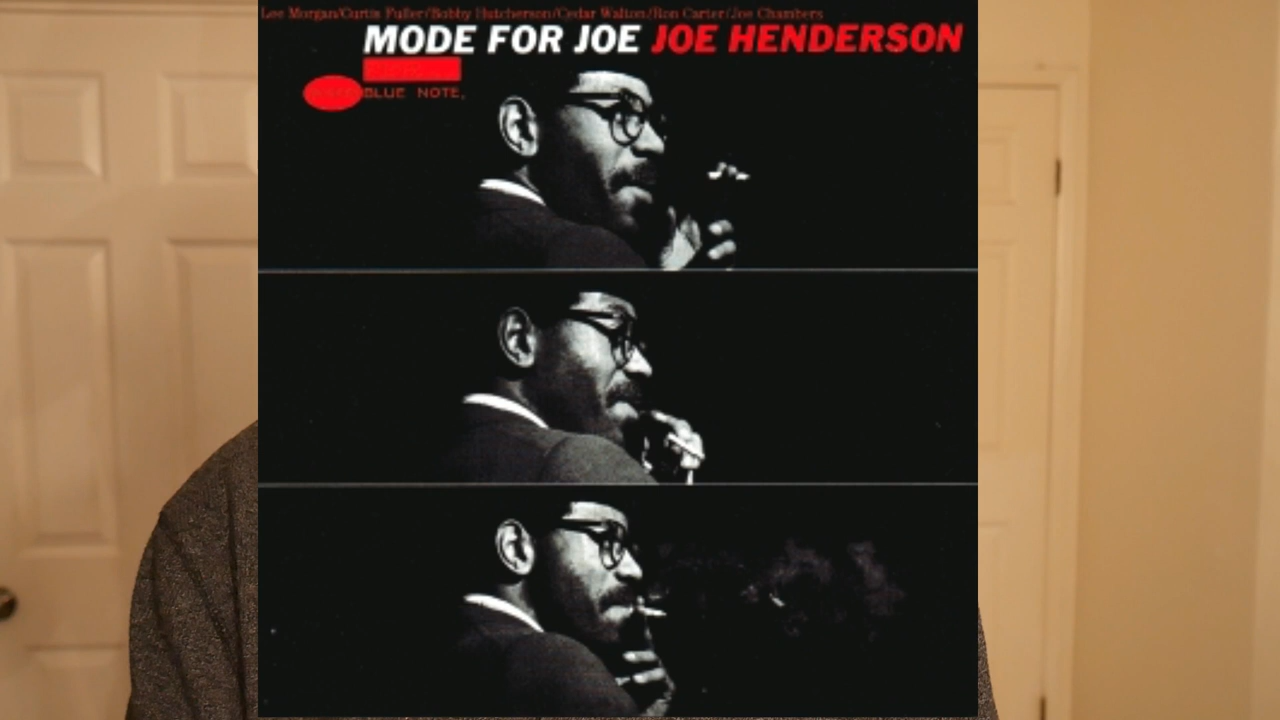 Lee Morgan/Curtis Fuller/Bobby Hutcherson/Cedar Walton/Ron Carter/Joe Chambers
MODE FOR JOE JOE HENDERSON
BLUE NOTE.